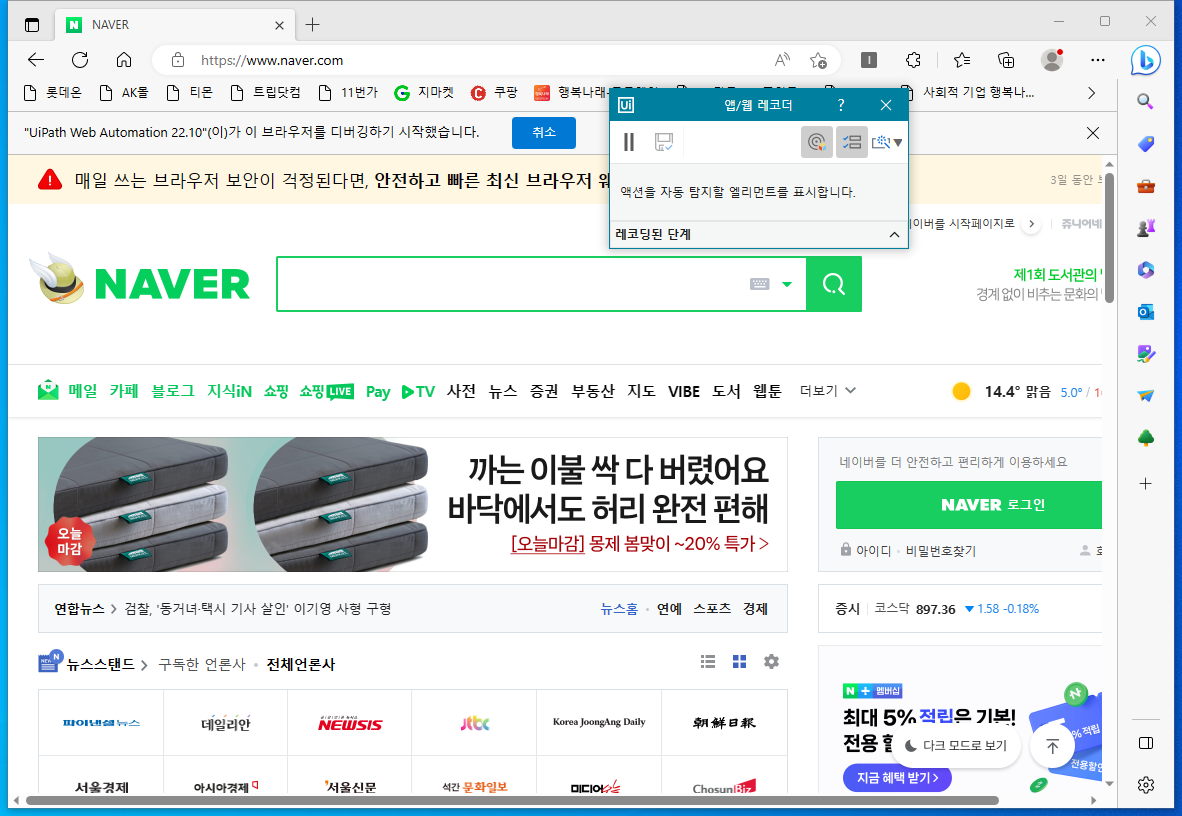 NAVER
https://www.naver.com
롯데온 AK몰 티몬 트립닷컴 11번가 지마켓 쿠팡 사회적 기업 행복나...
"UiPath Web Automation 22.10"(이)가 이 브라우저를 디버깅하기 시작했습니다. 취소
Ui 앱/웹 레코더 ?
액션을 자동 탐지할 엘리먼트를 표시합니다.
레코딩된 단계
매일 쓰는 브라우저 보안이 걱정된다면, 안전하고 빠른 최신 브라우저
3일 동안
시작페이지로 쥬니어네
NAVER
제1회 도서관의
경계 없이 비추는 문화의
메일 카페 블로그 지식iN 쇼핑 쇼핑LIVE Pay TV 사전 뉴스 증권 부동산 지도 VIBE 도서 웹툰 더보기
14.4° 맑음 5.0° /
까는 이불 싹 다 버렸어요
바닥에서도 허리 완전 편해
[오늘마감] 몽제 봄맞이 ~20% 특가 >
오늘
마감
네이버를 더 안전하고 편리하게 이용하세요
NAVER 로그인
아이디 · 비밀번호찾기
연합뉴스 > 검찰, '동거녀·택시 기사 살인' 이기영 사형 구형
뉴스홈 · 연예 스포츠 경제
증시 코스닥 897.36 ▼ 1.58 -0.18%
뉴스스탠드 > 구독한 언론사 · 전체언론사
파이낸셜뉴스 데일리안 NEWSIS jtbc Korea JoongAng Daily 朝鮮日報
서울경제 아시아경제 서울신문 석간 문화일보 미디어오늘 ChosunBiz
N + 멤버십
최대 5% 적립은 기본!
전용 할
지금 혜택 받기 >
% 적립
전용할인
다크 모드로 보기